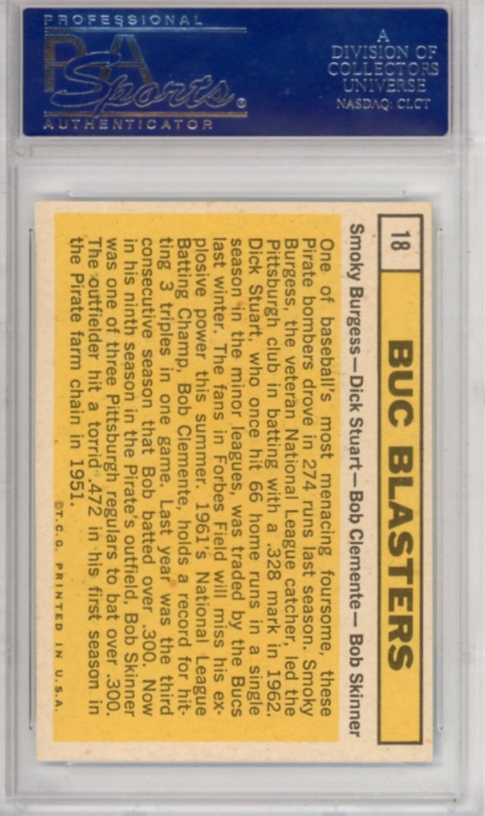 PROFESSIONAL
PSA
Sports®
AUTHENTICATOR
A
DIVISION OF
COLLECTORS
UNIVERSE
NASDAQ: CLCT
18
BUC BLASTERS
Smoky Burgess—Dick Stuart—Bob Clemente—Bob Skinner
One of baseball's most menacing foursome, these
Pirate bombers drove in 274 runs last season. Smoky
Burgess, the veteran National League catcher, led the
Pittsburgh club in batting with a .328 mark in 1962.
Dick Stuart, who once hit 66 home runs in a single
season in the minor leagues, was traded by the Bucs
last winter. The fans in Forbes Field will miss his ex-
plosive power this summer. 1961's National League
Batting Champ, Bob Clemente, holds a record for hit-
ting 3 triples in one game. Last year was the third
consecutive season that Bob batted over .300. Now
in his ninth season in the Pirate's outfield, Bob Skinner
was one of three Pittsburgh regulars to bat over .300.
The outfielder hit a torrid .472 in his first season in
the Pirate farm chain in 1951.
©T.C.G. PRINTED IN U.S.A.